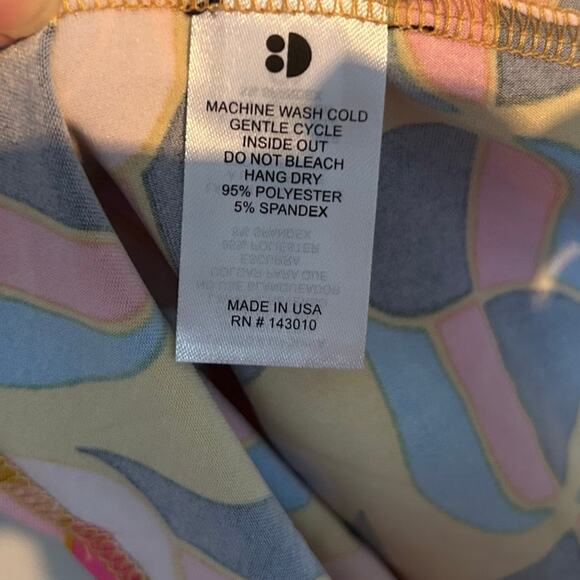 MACHINE WASH COLD
GENTLE CYCLE
INSIDE OUT
DO NOT BLEACH
HANG DRY
95% POLYESTER
5% SPANDEX
MADE IN USA
RN # 143010